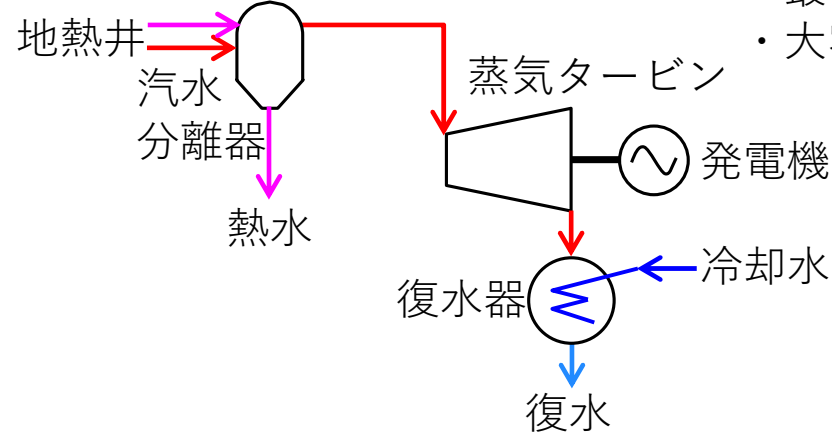 ・大
地熱井
汽水
分離器
蒸気タービン
発電機
熱水
冷却水
復水器
復水